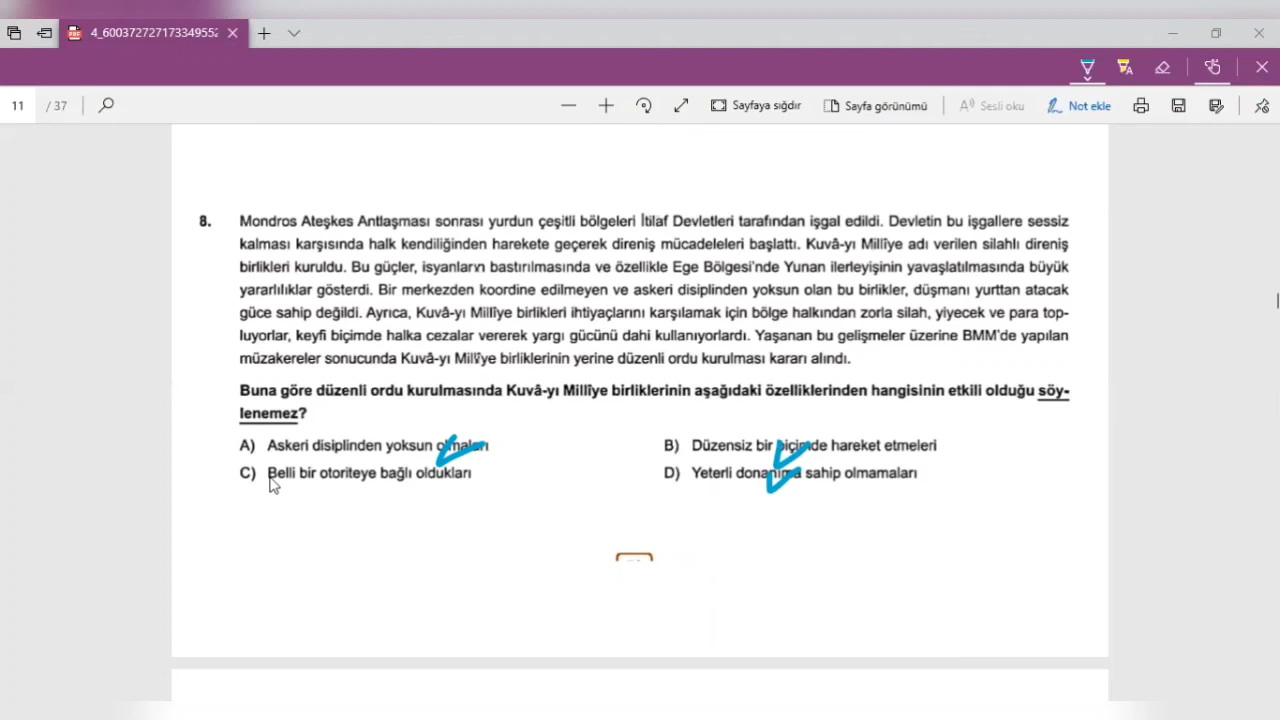 4_600372727173349552
11 / 37
Sayfaya sığdır
Sayfa görünümü
Sesli oku
Not ekle
8. Mondros Ateşkes Antlaşması sonrası yurdun çeşitli bölgeleri İtilaf Devletleri tarafından işgal edildi. Devletin bu işgallere sessiz
kalması karşısında halk kendiliğinden harekete geçerek direniş mücadeleleri başlattı. Kuvâ-yı Millîye adı verilen silahlı direniş
birlikleri kuruldu. Bu güçler, isyanların bastırılmasında ve özellikle Ege Bölgesi'nde Yunan ilerleyişinin yavaşlatılmasında büyük
yararlılıklar gösterdi. Bir merkezden koordine edilmeyen ve askeri disiplinden yoksun olan bu birlikler, düşmanı yurttan atacak
güce sahip değildi. Ayrıca, Kuvâ-yı Millîye birlikleri ihtiyaçlarını karşılamak için bölge halkından zorla silah, yiyecek ve para top-
luyorlar, keyfi biçimde halka cezalar vererek yargı gücünü dahi kullanıyorlardı. Yaşanan bu gelişmeler üzerine BMM'de yapılan
müzakereler sonucunda Kuvâ-yı Millîye birliklerinin yerine düzenli ordu kurulması kararı alındı.
Buna göre düzenli ordu kurulmasında Kuvâ-yı Millîye birliklerinin aşağıdaki özelliklerinden hangisinin etkili olduğu söy-
lenemez?
A) Askeri disiplinden yoksun olmaları
B) Düzensiz bir biçimde hareket etmeleri
C) Belli bir otoriteye bağlı oldukları
D) Yeterli donanıma sahip olmamaları